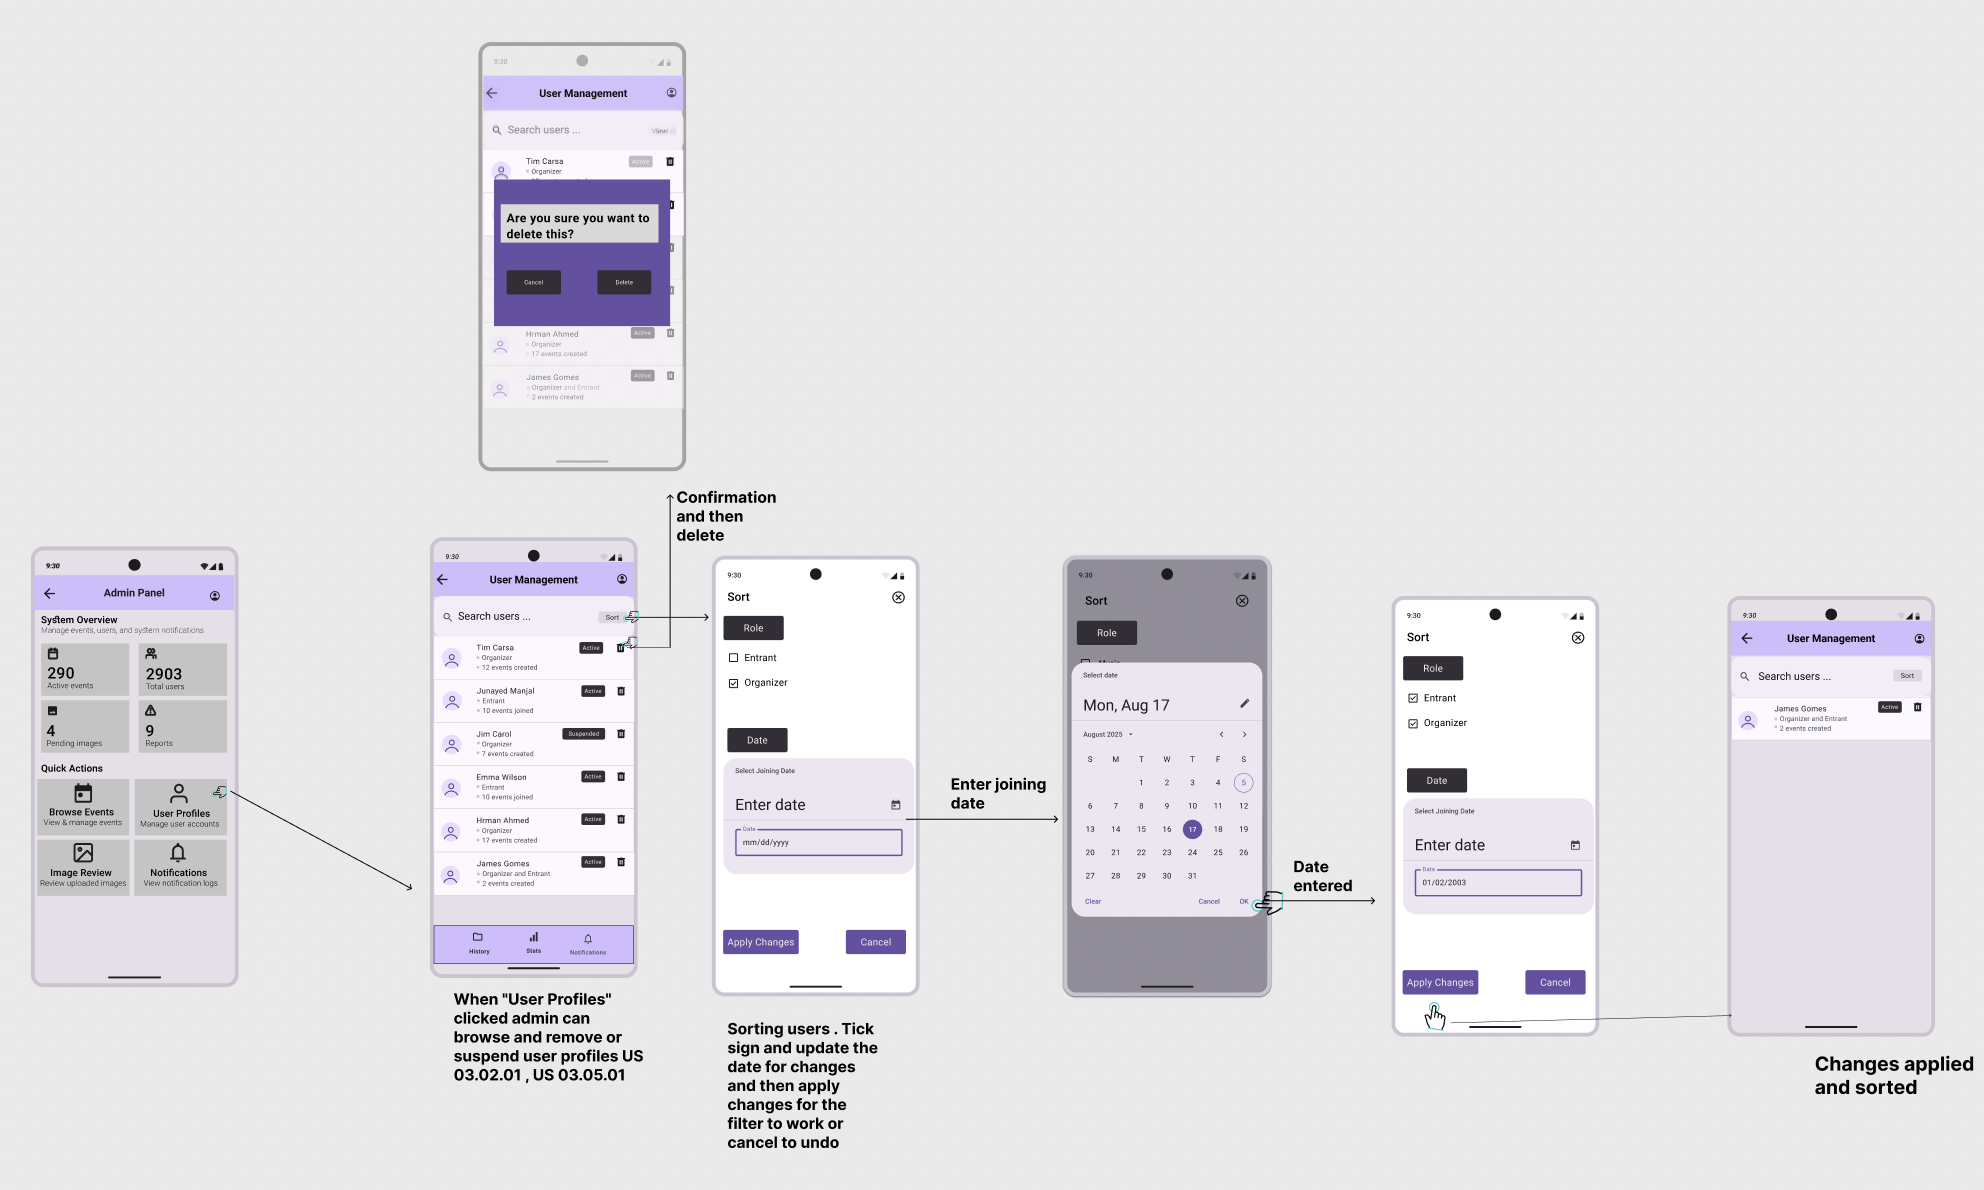 9:30
User Management
Search users ...
Tim Carsa
Active
Organizer
Are you sure you want to
delete this?
Cancel
Delete
Hrman Ahmed
Active
Organizer
17 events created
James Gomes
Active
Organizer and Entrant
2 events created
Confirmation
and then
delete
9:30
Admin Panel
System Overview
Manage events, users, and system notifications
290
Active events
2903
Total users
4
Pending images
9
Reports
Quick Actions
Browse Events
View & manage events
User Profiles
Manage user accounts
Image Review
Review uploaded images
Notifications
View notification logs
9:30
User Management
Search users ...
Sort
Tim Carsa
Active
Organizer
12 events created
Junayed Manjal
Active
Entrant
10 events joined
Jim Carol
Suspended
Organizer
7 events created
Emma Wilson
Active
Entrant
10 events joined
Hrman Ahmed
Active
Organizer
17 events created
James Gomes
Active
Organizer and Entrant
2 events created
History
Stats
Notifications
When "User Profiles"
clicked admin can
browse and remove or
suspend user profiles US
03.02.01 , US 03.05.01
9:30
Sort
Role
Entrant
Organizer
Date
Select Joining Date
Enter date
Date
mm/dd/yyyy
Apply Changes
Cancel
Sorting users . Tick
sign and update the
date for changes
and then apply
changes for the
filter to work or
cancel to undo
Enter joining
date
9:30
Sort
Role
Select date
Mon, Aug 17
August 2025
S M T W T F S
1 2 3 4 5
6 7 8 9 10 11 12
13 14 15 16 17 18 19
20 21 22 23 24 25 26
27 28 29 30 31
Clear
Cancel
OK
Date
entered
9:30
Sort
Role
Entrant
Organizer
Date
Select Joining Date
Enter date
Date
01/02/2003
Apply Changes
Cancel
9:30
User Management
Search users ...
Sort
James Gomes
Active
Organizer and Entrant
2 events created
Changes applied
and sorted